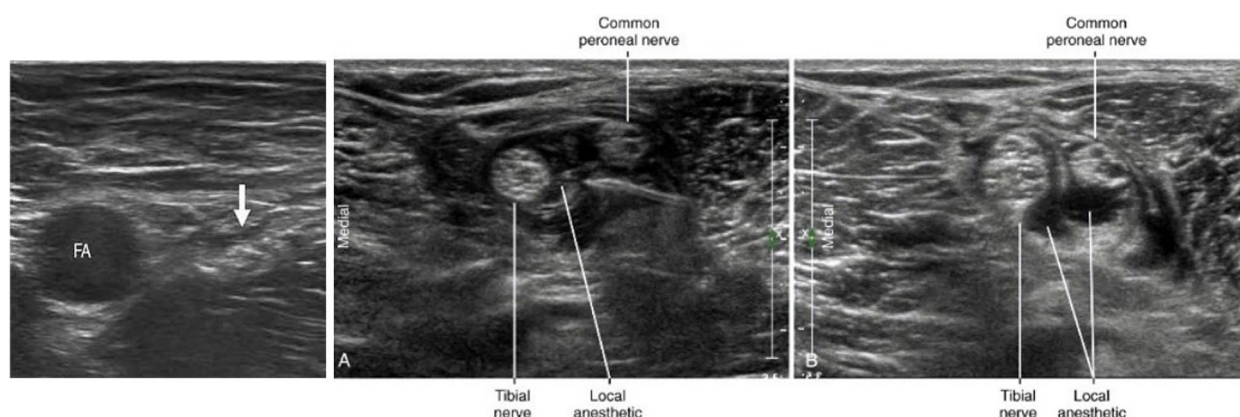 Common
peroneal nerve
Common
peroneal nerve
FA
Medial
Medial
A
B
Tibial
nerve
Local
anesthetic
Tibial
nerve
Local
anesthetic